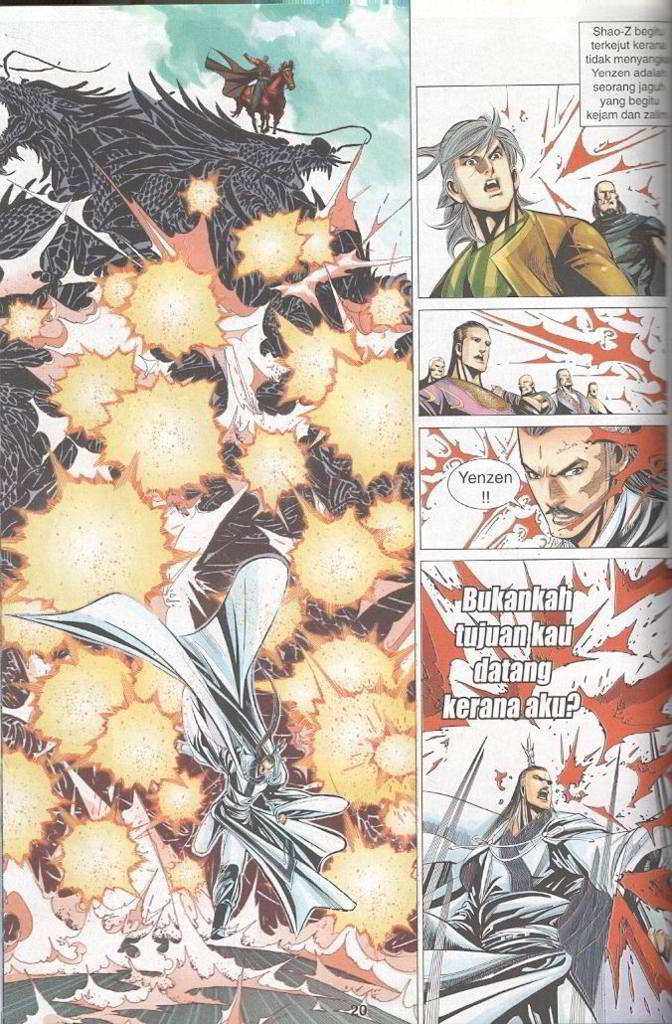 Shao-Z begitu
terkejut kerana
tidak menyangka
Yenzen adalah
seorang jaguh
yang begitu
kejam dan zalim
Yenzen
!!
Bukankah
tujuan kau
datang
kerana aku?
20